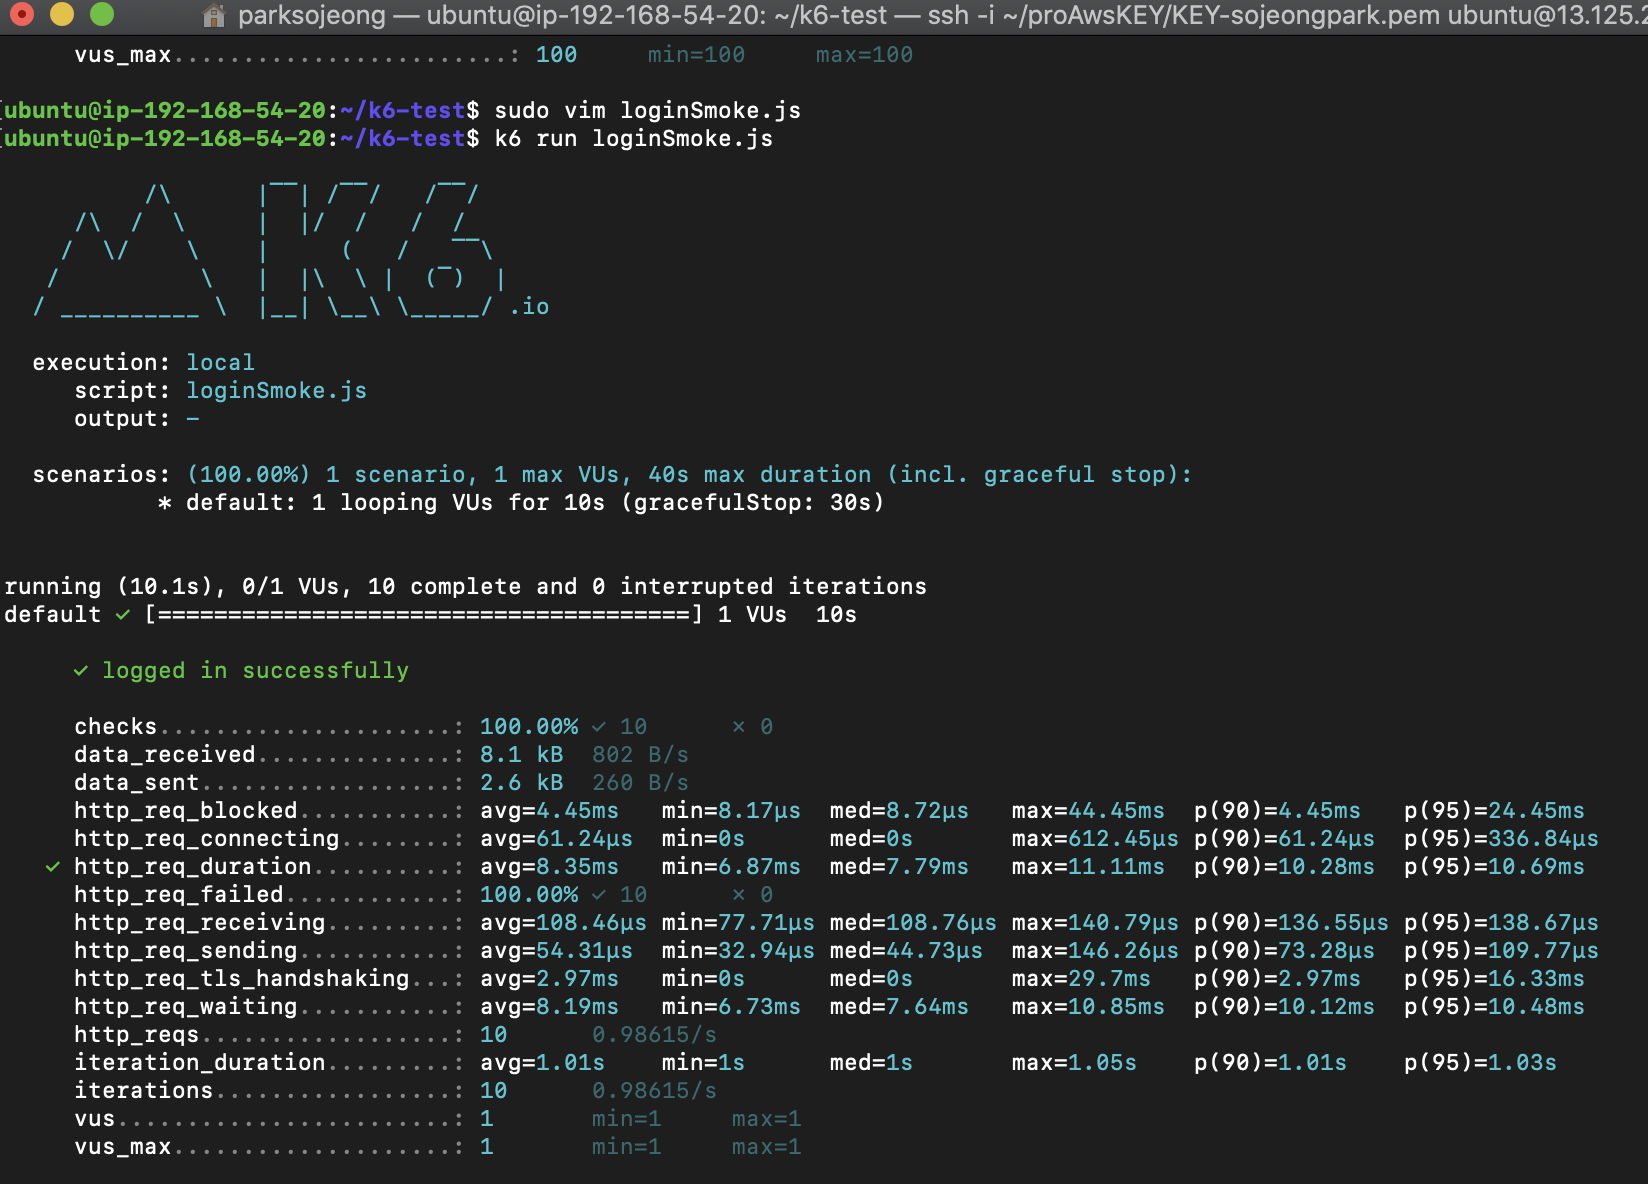 parksojeong — ubuntu@ip-192-168-54-20: ~/k6-test — ssh -i ~/proAwsKEY/KEY-sojeongpark.pem ubuntu@13.125.2
vus_max........................: 100     min=100     max=100
[ubuntu@ip-192-168-54-20:~/k6-test$ sudo vim loginSmoke.js
[ubuntu@ip-192-168-54-20:~/k6-test$ k6 run loginSmoke.js
          /\      |‾‾| /‾‾/   /‾‾/
     /\  /  \     |  |/  /   /  /
    /  \/    \    |     (   /   ‾‾\
   /          \   |  |\  \ |  (‾)  |
  / __________ \  |__| \__\ \_____/ .io
execution: local
script: loginSmoke.js
output: -
scenarios: (100.00%) 1 scenario, 1 max VUs, 40s max duration (incl. graceful stop):
* default: 1 looping VUs for 10s (gracefulStop: 30s)
running (10.1s), 0/1 VUs, 10 complete and 0 interrupted iterations
default ✓ [======================================] 1 VUs  10s
✓ logged in successfully
checks.....................: 100.00% ✓ 10      ✗ 0
data_received..............: 8.1 kB  802 B/s
data_sent..................: 2.6 kB  260 B/s
http_req_blocked...........: avg=4.45ms   min=8.17µs  med=8.72µs   max=44.45ms  p(90)=4.45ms   p(95)=24.45ms
http_req_connecting........: avg=61.24µs  min=0s      med=0s       max=612.45µs p(90)=61.24µs  p(95)=336.84µs
✓ http_req_duration..........: avg=8.35ms   min=6.87ms  med=7.79ms   max=11.11ms  p(90)=10.28ms  p(95)=10.69ms
http_req_failed............: 100.00% ✓ 10      ✗ 0
http_req_receiving.........: avg=108.46µs min=77.71µs med=108.76µs max=140.79µs p(90)=136.55µs p(95)=138.67µs
http_req_sending...........: avg=54.31µs  min=32.94µs med=44.73µs  max=146.26µs p(90)=73.28µs  p(95)=109.77µs
http_req_tls_handshaking...: avg=2.97ms   min=0s      med=0s       max=29.7ms   p(90)=2.97ms   p(95)=16.33ms
http_req_waiting...........: avg=8.19ms   min=6.73ms  med=7.64ms   max=10.85ms  p(90)=10.12ms  p(95)=10.48ms
http_reqs..................: 10      0.98615/s
iteration_duration.........: avg=1.01s    min=1s      med=1s       max=1.05s    p(90)=1.01s    p(95)=1.03s
iterations.................: 10      0.98615/s
vus........................: 1       min=1     max=1
vus_max....................: 1       min=1     max=1